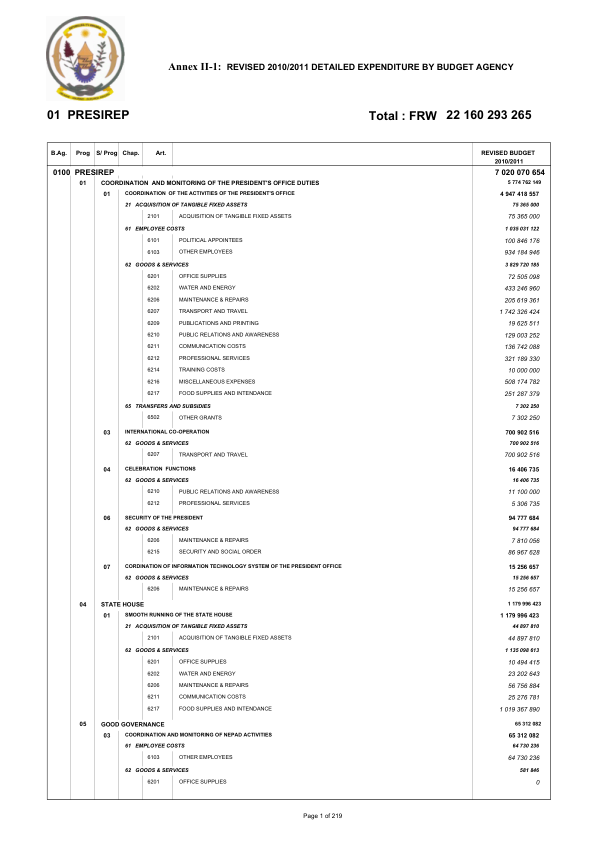 Annex II-1: REVISED 2010/2011 DETAILED EXPENDITURE BY BUDGET AGENCY
01 PRESIREP Total : FRW 22 160 293 265
B.Ag. Prog S/ Prog Chap. Art. REVISED BUDGET
2010/2011
0100 PRESIREP 7 020 070 654
01 COORDINATION AND MONITORING OF THE PRESIDENT'S OFFICE DUTIES 5 774 762 149
01 COORDINATION OF THE ACTIVITIES OF THE PRESIDENT'S OFFICE 4 947 418 557
21 ACQUISITION OF TANGIBLE FIXED ASSETS 75 365 000
2101 ACQUISITION OF TANGIBLE FIXED ASSETS 75 365 000
61 EMPLOYEE COSTS 1 035 031 122
6101 POLITICAL APPOINTEES 100 846 176
6103 OTHER EMPLOYEES 934 184 946
62 GOODS & SERVICES 3 829 720 185
6201 OFFICE SUPPLIES 72 505 098
6202 WATER AND ENERGY 433 246 960
6206 MAINTENANCE & REPAIRS 205 619 361
6207 TRANSPORT AND TRAVEL 1 742 326 424
6209 PUBLICATIONS AND PRINTING 19 625 511
6210 PUBLIC RELATIONS AND AWARENESS 129 003 252
6211 COMMUNICATION COSTS 136 742 088
6212 PROFESSIONAL SERVICES 321 189 330
6214 TRAINING COSTS 10 000 000
6216 MISCELLANEOUS EXPENSES 508 174 782
6217 FOOD SUPPLIES AND INTENDANCE 251 287 379
65 TRANSFERS AND SUBSIDIES 7 302 250
6502 OTHER GRANTS 7 302 250
03 INTERNATIONAL CO-OPERATION 700 902 516
62 GOODS & SERVICES 700 902 516
6207 TRANSPORT AND TRAVEL 700 902 516
04 CELEBRATION FUNCTIONS 16 406 735
62 GOODS & SERVICES 16 406 735
6210 PUBLIC RELATIONS AND AWARENESS 11 100 000
6212 PROFESSIONAL SERVICES 5 306 735
06 SECURITY OF THE PRESIDENT 94 777 684
62 GOODS & SERVICES 94 777 684
6206 MAINTENANCE & REPAIRS 7 810 056
6215 SECURITY AND SOCIAL ORDER 86 967 628
07 CORDINATION OF INFORMATION TECHNOLOGY SYSTEM OF THE PRESIDENT OFFICE 15 256 657
62 GOODS & SERVICES 15 256 657
6206 MAINTENANCE & REPAIRS 15 256 657
04 STATE HOUSE 1 179 996 423
01 SMOOTH RUNNING OF THE STATE HOUSE 1 179 996 423
21 ACQUISITION OF TANGIBLE FIXED ASSETS 44 897 810
2101 ACQUISITION OF TANGIBLE FIXED ASSETS 44 897 810
62 GOODS & SERVICES 1 135 098 613
6201 OFFICE SUPPLIES 10 494 415
6202 WATER AND ENERGY 23 202 643
6206 MAINTENANCE & REPAIRS 56 756 884
6211 COMMUNICATION COSTS 25 276 781
6217 FOOD SUPPLIES AND INTENDANCE 1 019 367 890
05 GOOD GOVERNANCE 65 312 082
03 COORDINATION AND MONITORING OF NEPAD ACTIVITIES 65 312 082
61 EMPLOYEE COSTS 64 730 236
6103 OTHER EMPLOYEES 64 730 236
62 GOODS & SERVICES 581 846
6201 OFFICE SUPPLIES 0
Page 1 of 219